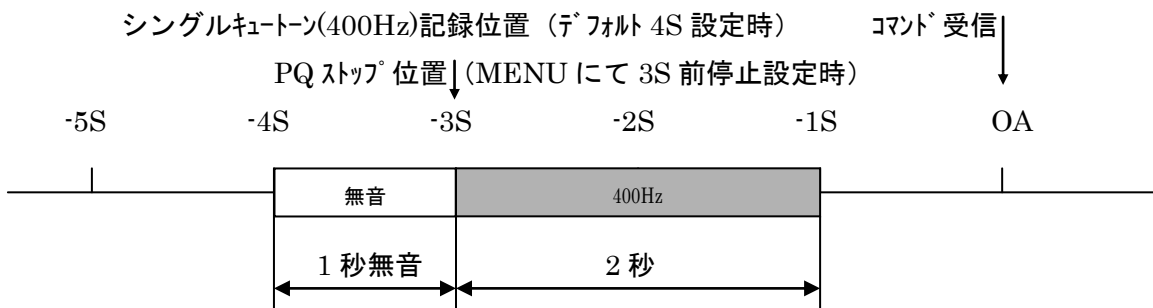 シングルｷｭｰﾄｰﾝ(400Hz)記録位置（ﾃﾞﾌｫﾙﾄ 4S 設定時） ｺﾏﾝﾄﾞ受信
PQ ｽﾄｯﾌﾟ位置 (MENU にて 3S 前停止設定時）
-5S -4S -3S -2S -1S OA
無音 400Hz
1 秒無音 2 秒